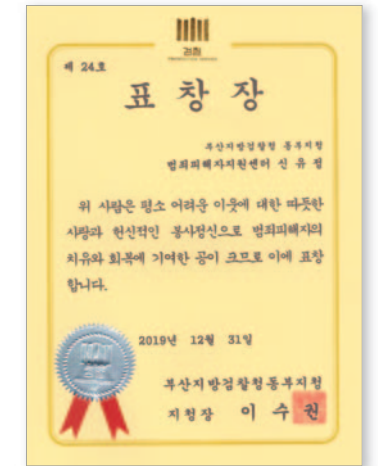 검찰
제 24호
표 창 장
부산지방검찰청 동부지청
범죄피해자지원센터 신 유 정
위 사람은 평소 어려운 이웃에 대한 따뜻한
사랑과 헌신적인 봉사정신으로 범죄피해자의
치유와 회복에 기여한 공이 크므로 이에 표창
합니다.
2019년 12월 31일
부산지방검찰청동부지청
지청장 이 수 권